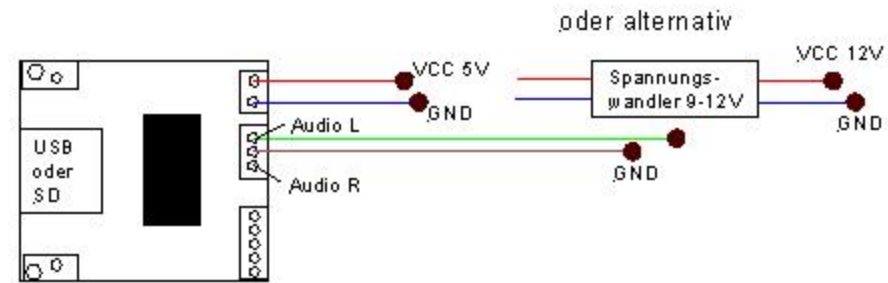 oder alternativ
VCC 5V
GND
Spannungs-
wandler 9-12V
VCC 12V
GND
Audio L
GND
Audio R
USB
oder
SD